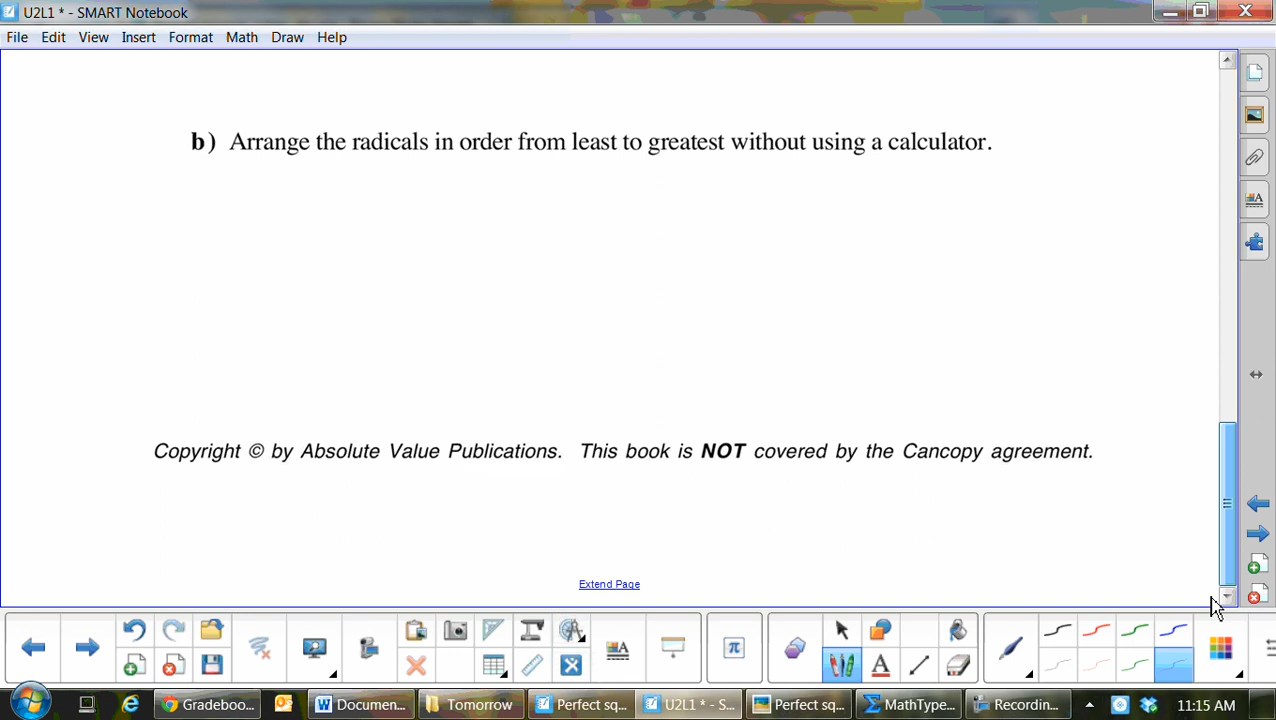 U2L1 * - SMART Notebook
File Edit View Insert Format Math Draw Help
b) Arrange the radicals in order from least to greatest without using a calculator.
Copyright © by Absolute Value Publications. This book is NOT covered by the Cancopy agreement.
Extend Page
Gradeboo... Documen... Tomorrow Perfect sq... U2L1 * - S... Perfect sq... MathType... Recordin... 11:15 AM